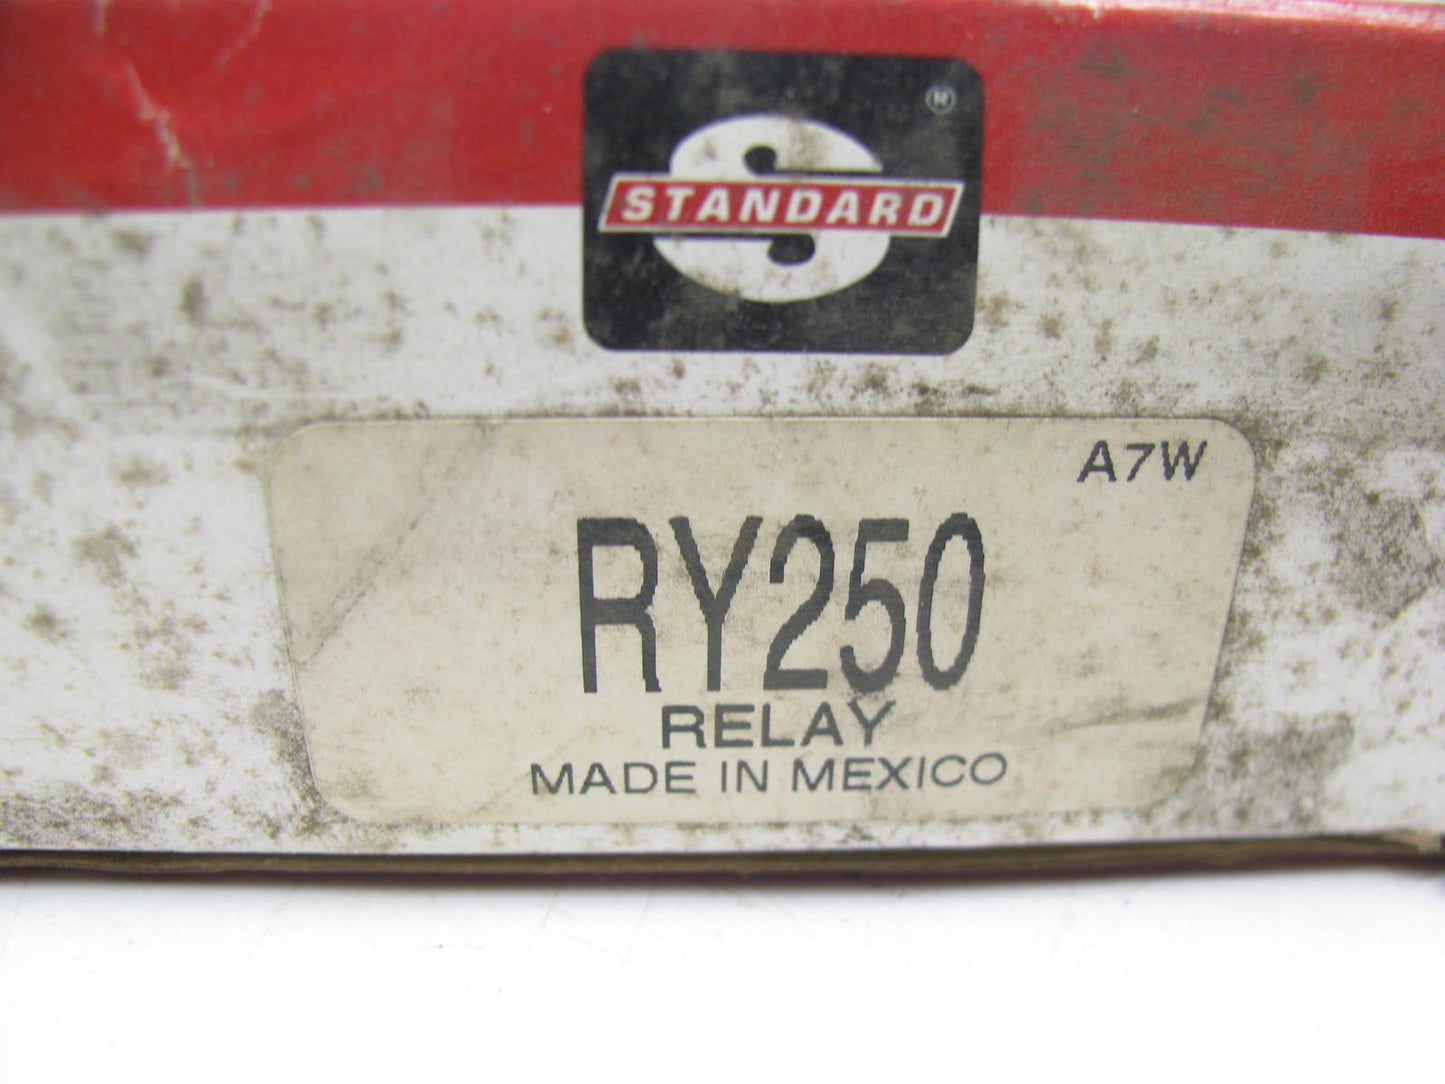 S
®
STANDARD
A7W
RY250
RELAY
MADE IN MEXICO